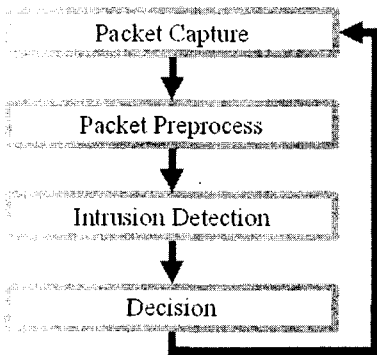 Packet Capture
Packet Preprocess
Intrusion Detection
Decision